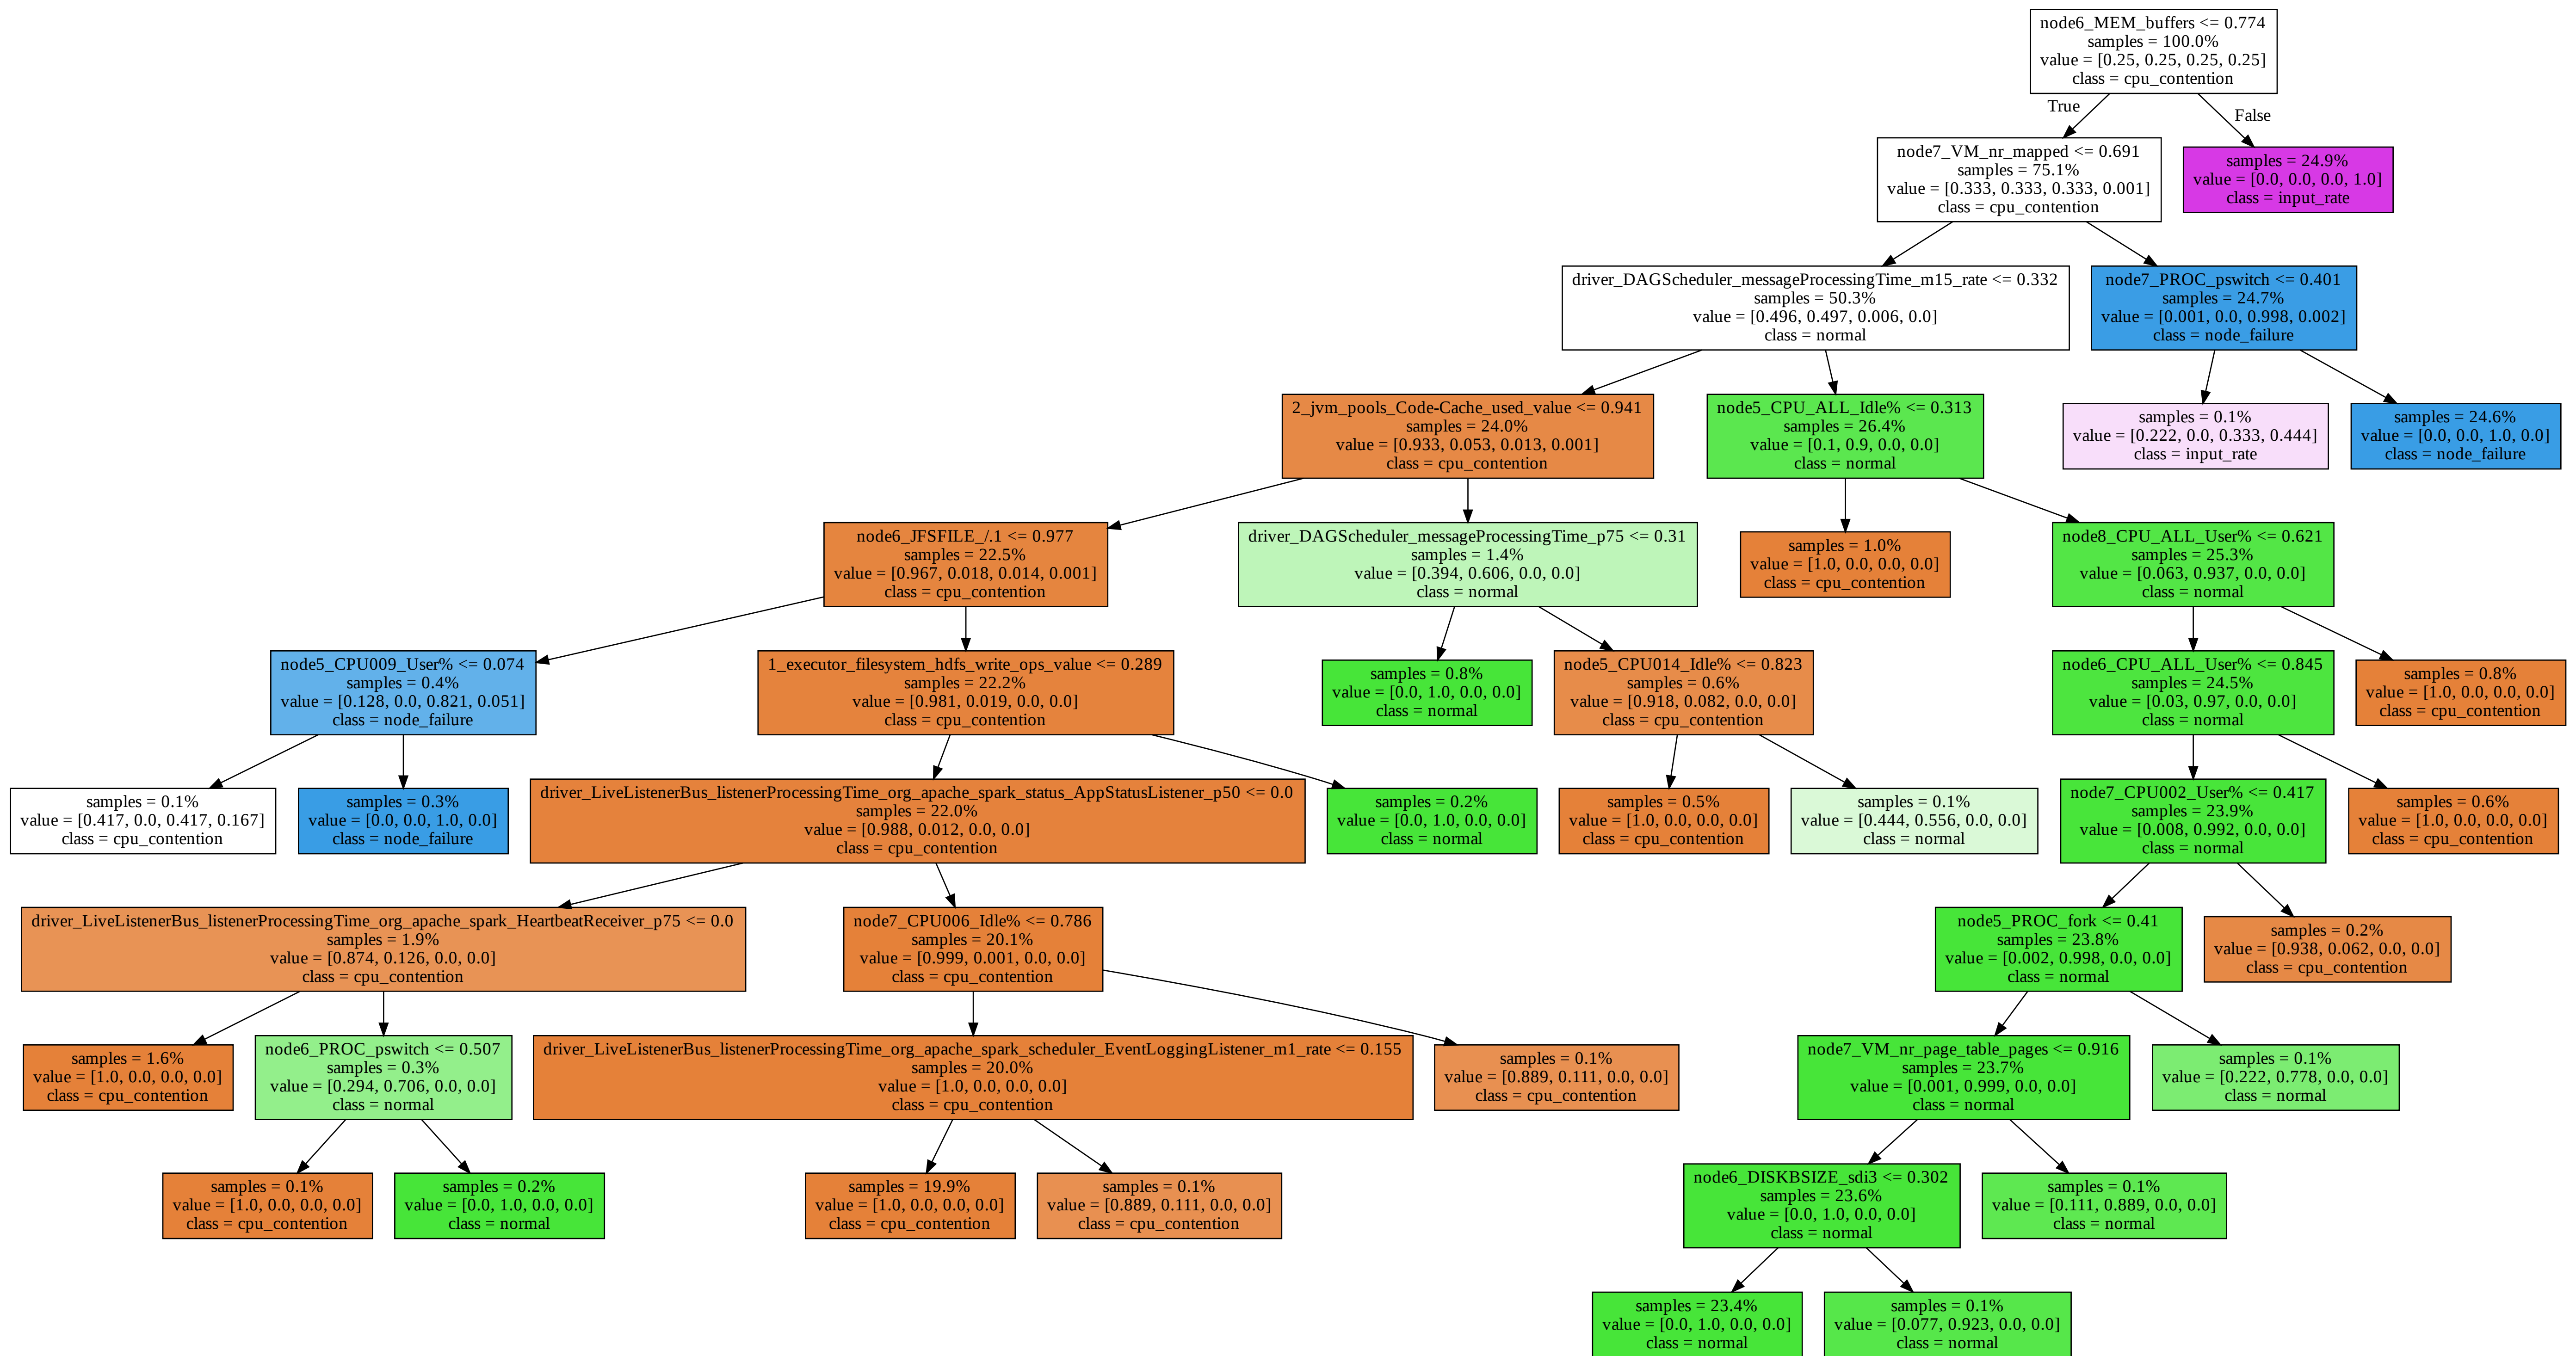 node6_MEM_buffers <= 0.774
samples = 100.0%
value = [0.25, 0.25, 0.25, 0.25]
class = cpu_contention
True
False
node7_VM_nr_mapped <= 0.691
samples = 75.1%
value = [0.333, 0.333, 0.333, 0.001]
class = cpu_contention
samples = 24.9%
value = [0.0, 0.0, 0.0, 1.0]
class = input_rate
driver_DAGScheduler_messageProcessingTime_m15_rate <= 0.332
samples = 50.3%
value = [0.496, 0.497, 0.006, 0.0]
class = normal
node7_PROC_pswitch <= 0.401
samples = 24.7%
value = [0.001, 0.0, 0.998, 0.002]
class = node_failure
2_jvm_pools_Code-Cache_used_value <= 0.941
samples = 24.0%
value = [0.933, 0.053, 0.013, 0.001]
class = cpu_contention
node5_CPU_ALL_Idle% <= 0.313
samples = 26.4%
value = [0.1, 0.9, 0.0, 0.0]
class = normal
samples = 0.1%
value = [0.222, 0.0, 0.333, 0.444]
class = input_rate
samples = 24.6%
value = [0.0, 0.0, 1.0, 0.0]
class = node_failure
node6_JFSFILE_/.1 <= 0.977
samples = 22.5%
value = [0.967, 0.018, 0.014, 0.001]
class = cpu_contention
driver_DAGScheduler_messageProcessingTime_p75 <= 0.31
samples = 1.4%
value = [0.394, 0.606, 0.0, 0.0]
class = normal
samples = 1.0%
value = [1.0, 0.0, 0.0, 0.0]
class = cpu_contention
node8_CPU_ALL_User% <= 0.621
samples = 25.3%
value = [0.063, 0.937, 0.0, 0.0]
class = normal
node5_CPU009_User% <= 0.074
samples = 0.4%
value = [0.128, 0.0, 0.821, 0.051]
class = node_failure
1_executor_filesystem_hdfs_write_ops_value <= 0.289
samples = 22.2%
value = [0.981, 0.019, 0.0, 0.0]
class = cpu_contention
samples = 0.8%
value = [0.0, 1.0, 0.0, 0.0]
class = normal
node5_CPU014_Idle% <= 0.823
samples = 0.6%
value = [0.918, 0.082, 0.0, 0.0]
class = cpu_contention
node6_CPU_ALL_User% <= 0.845
samples = 24.5%
value = [0.03, 0.97, 0.0, 0.0]
class = normal
samples = 0.8%
value = [1.0, 0.0, 0.0, 0.0]
class = cpu_contention
samples = 0.1%
value = [0.417, 0.0, 0.417, 0.167]
class = cpu_contention
samples = 0.3%
value = [0.0, 0.0, 1.0, 0.0]
class = node_failure
driver_LiveListenerBus_listenerProcessingTime_org_apache_spark_status_AppStatusListener_p50 <= 0.0
samples = 22.0%
value = [0.988, 0.012, 0.0, 0.0]
class = cpu_contention
samples = 0.2%
value = [0.0, 1.0, 0.0, 0.0]
class = normal
samples = 0.5%
value = [1.0, 0.0, 0.0, 0.0]
class = cpu_contention
samples = 0.1%
value = [0.444, 0.556, 0.0, 0.0]
class = normal
node7_CPU002_User% <= 0.417
samples = 23.9%
value = [0.008, 0.992, 0.0, 0.0]
class = normal
samples = 0.6%
value = [1.0, 0.0, 0.0, 0.0]
class = cpu_contention
driver_LiveListenerBus_listenerProcessingTime_org_apache_spark_HeartbeatReceiver_p75 <= 0.0
samples = 1.9%
value = [0.874, 0.126, 0.0, 0.0]
class = cpu_contention
node7_CPU006_Idle% <= 0.786
samples = 20.1%
value = [0.999, 0.001, 0.0, 0.0]
class = cpu_contention
node5_PROC_fork <= 0.41
samples = 23.8%
value = [0.002, 0.998, 0.0, 0.0]
class = normal
samples = 0.2%
value = [0.938, 0.062, 0.0, 0.0]
class = cpu_contention
samples = 1.6%
value = [1.0, 0.0, 0.0, 0.0]
class = cpu_contention
node6_PROC_pswitch <= 0.507
samples = 0.3%
value = [0.294, 0.706, 0.0, 0.0]
class = normal
driver_LiveListenerBus_listenerProcessingTime_org_apache_spark_scheduler_EventLoggingListener_m1_rate <= 0.155
samples = 20.0%
value = [1.0, 0.0, 0.0, 0.0]
class = cpu_contention
samples = 0.1%
value = [0.889, 0.111, 0.0, 0.0]
class = cpu_contention
node7_VM_nr_page_table_pages <= 0.916
samples = 23.7%
value = [0.001, 0.999, 0.0, 0.0]
class = normal
samples = 0.1%
value = [0.222, 0.778, 0.0, 0.0]
class = normal
samples = 0.1%
value = [1.0, 0.0, 0.0, 0.0]
class = cpu_contention
samples = 0.2%
value = [0.0, 1.0, 0.0, 0.0]
class = normal
samples = 19.9%
value = [1.0, 0.0, 0.0, 0.0]
class = cpu_contention
samples = 0.1%
value = [0.889, 0.111, 0.0, 0.0]
class = cpu_contention
node6_DISKBSIZE_sdi3 <= 0.302
samples = 23.6%
value = [0.0, 1.0, 0.0, 0.0]
class = normal
samples = 0.1%
value = [0.111, 0.889, 0.0, 0.0]
class = normal
samples = 23.4%
value = [0.0, 1.0, 0.0, 0.0]
class = normal
samples = 0.1%
value = [0.077, 0.923, 0.0, 0.0]
class = normal